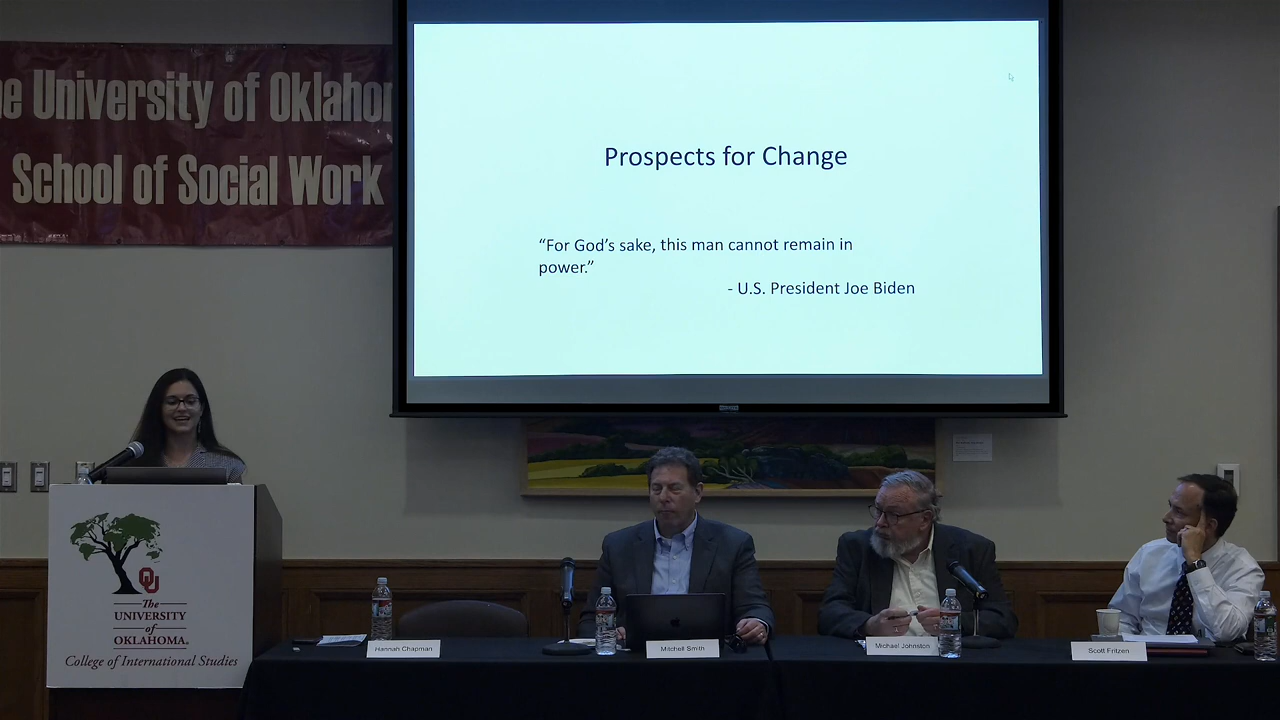 The University of Oklahom
School of Social Work
Prospects for Change
“For God’s sake, this man cannot remain in
power.”
- U.S. President Joe Biden
OU
The
UNIVERSITY
of
OKLAHOMA.
College of International Studies
Hannah Chapman
Mitchell Smith
Michael Johnston
Scott Fritzen